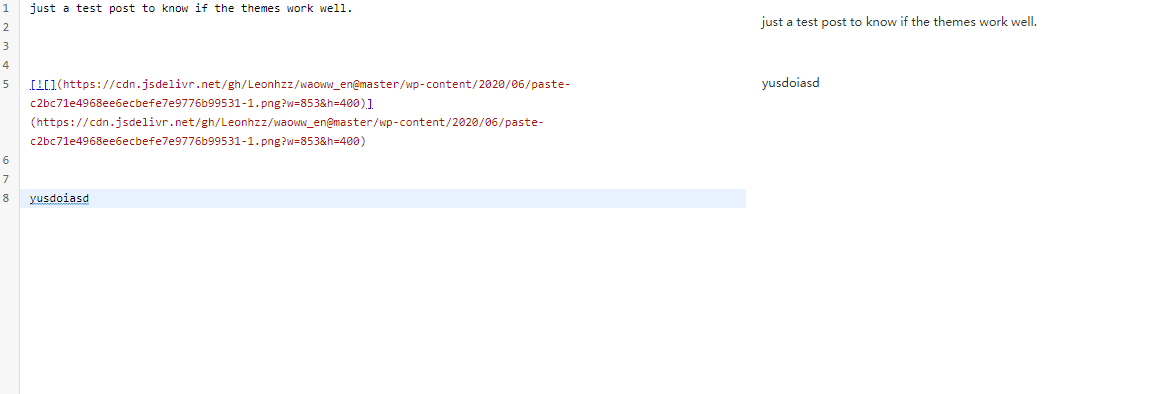 1 just a test post to know if the themes work well.
2
3
4
5 [![](https://cdn.jsdelivr.net/gh/Leonhzz/waoww_en@master/wp-content/2020/06/paste-
c2bc71e4968ee6ecbefe7e9776b99531-1.png?w=853&h=400)]
(https://cdn.jsdelivr.net/gh/Leonhzz/waoww_en@master/wp-content/2020/06/paste-
c2bc71e4968ee6ecbefe7e9776b99531-1.png?w=853&h=400)
6
7
8 yusdoiasd
just a test post to know if the themes work well.
yusdoiasd